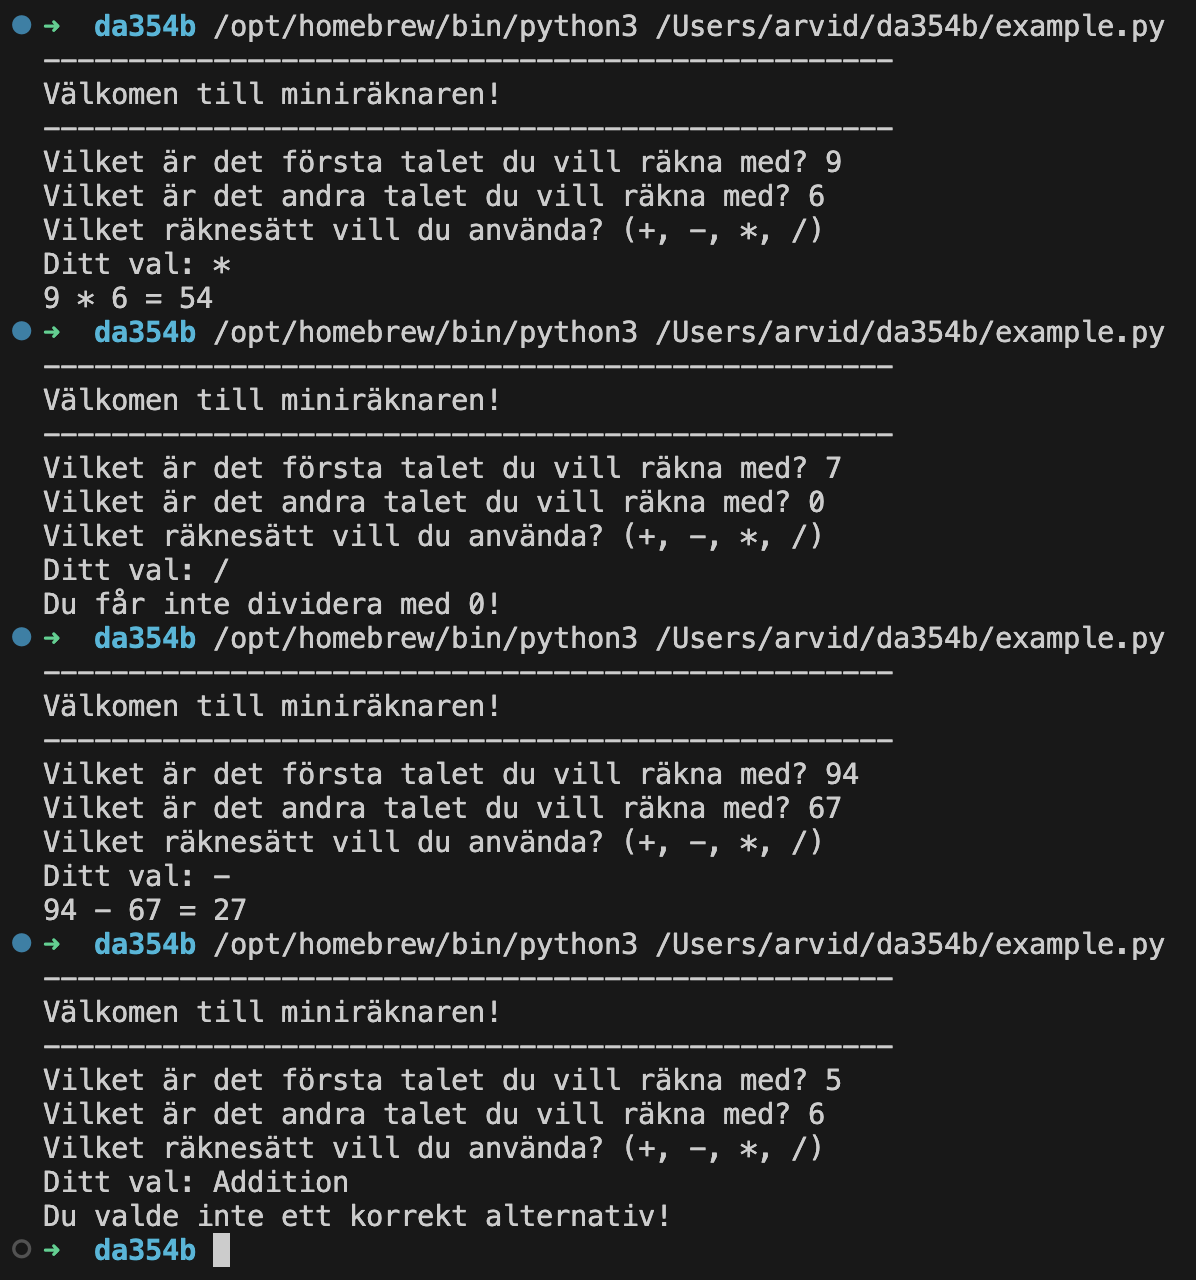 ➜  da354b /opt/homebrew/bin/python3 /Users/arvid/da354b/example.py
--------------------------------------------------
Välkomen till miniräknaren!
--------------------------------------------------
Vilket är det första talet du vill räkna med? 9
Vilket är det andra talet du vill räkna med? 6
Vilket räknesätt vill du använda? (+, -, *, /)
Ditt val: *
9 * 6 = 54
➜  da354b /opt/homebrew/bin/python3 /Users/arvid/da354b/example.py
--------------------------------------------------
Välkomen till miniräknaren!
--------------------------------------------------
Vilket är det första talet du vill räkna med? 7
Vilket är det andra talet du vill räkna med? 0
Vilket räknesätt vill du använda? (+, -, *, /)
Ditt val: /
Du får inte dividera med 0!
➜  da354b /opt/homebrew/bin/python3 /Users/arvid/da354b/example.py
--------------------------------------------------
Välkomen till miniräknaren!
--------------------------------------------------
Vilket är det första talet du vill räkna med? 94
Vilket är det andra talet du vill räkna med? 67
Vilket räknesätt vill du använda? (+, -, *, /)
Ditt val: -
94 - 67 = 27
➜  da354b /opt/homebrew/bin/python3 /Users/arvid/da354b/example.py
--------------------------------------------------
Välkomen till miniräknaren!
--------------------------------------------------
Vilket är det första talet du vill räkna med? 5
Vilket är det andra talet du vill räkna med? 6
Vilket räknesätt vill du använda? (+, -, *, /)
Ditt val: Addition
Du valde inte ett korrekt alternativ!
➜  da354b